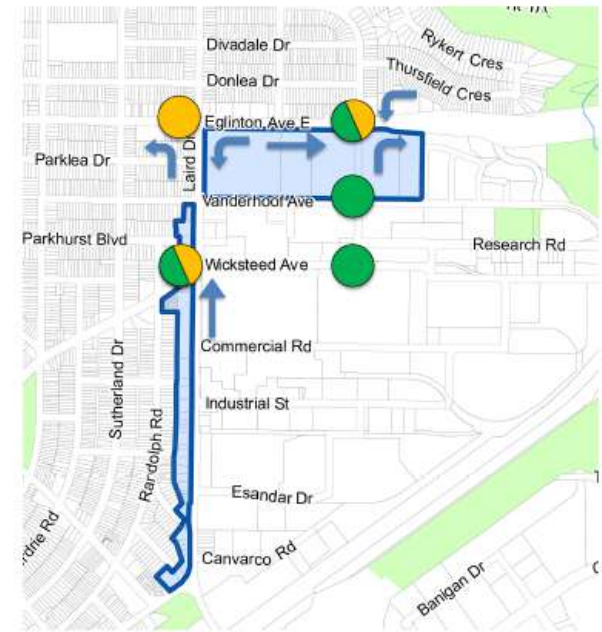 Divadale Dr
Rykert Cres
Donlea Dr
Thursfield Cres
Eglinton Ave E
Laird Dr
Parklea Dr
Vanderhoof Ave
Parkhurst Blvd
Research Rd
Wicksteed Ave
Commercial Rd
Sutherland Dr
Industrial St
Randolph Rd
Esandar Dr
Canvarco Rd
Banigan Dr